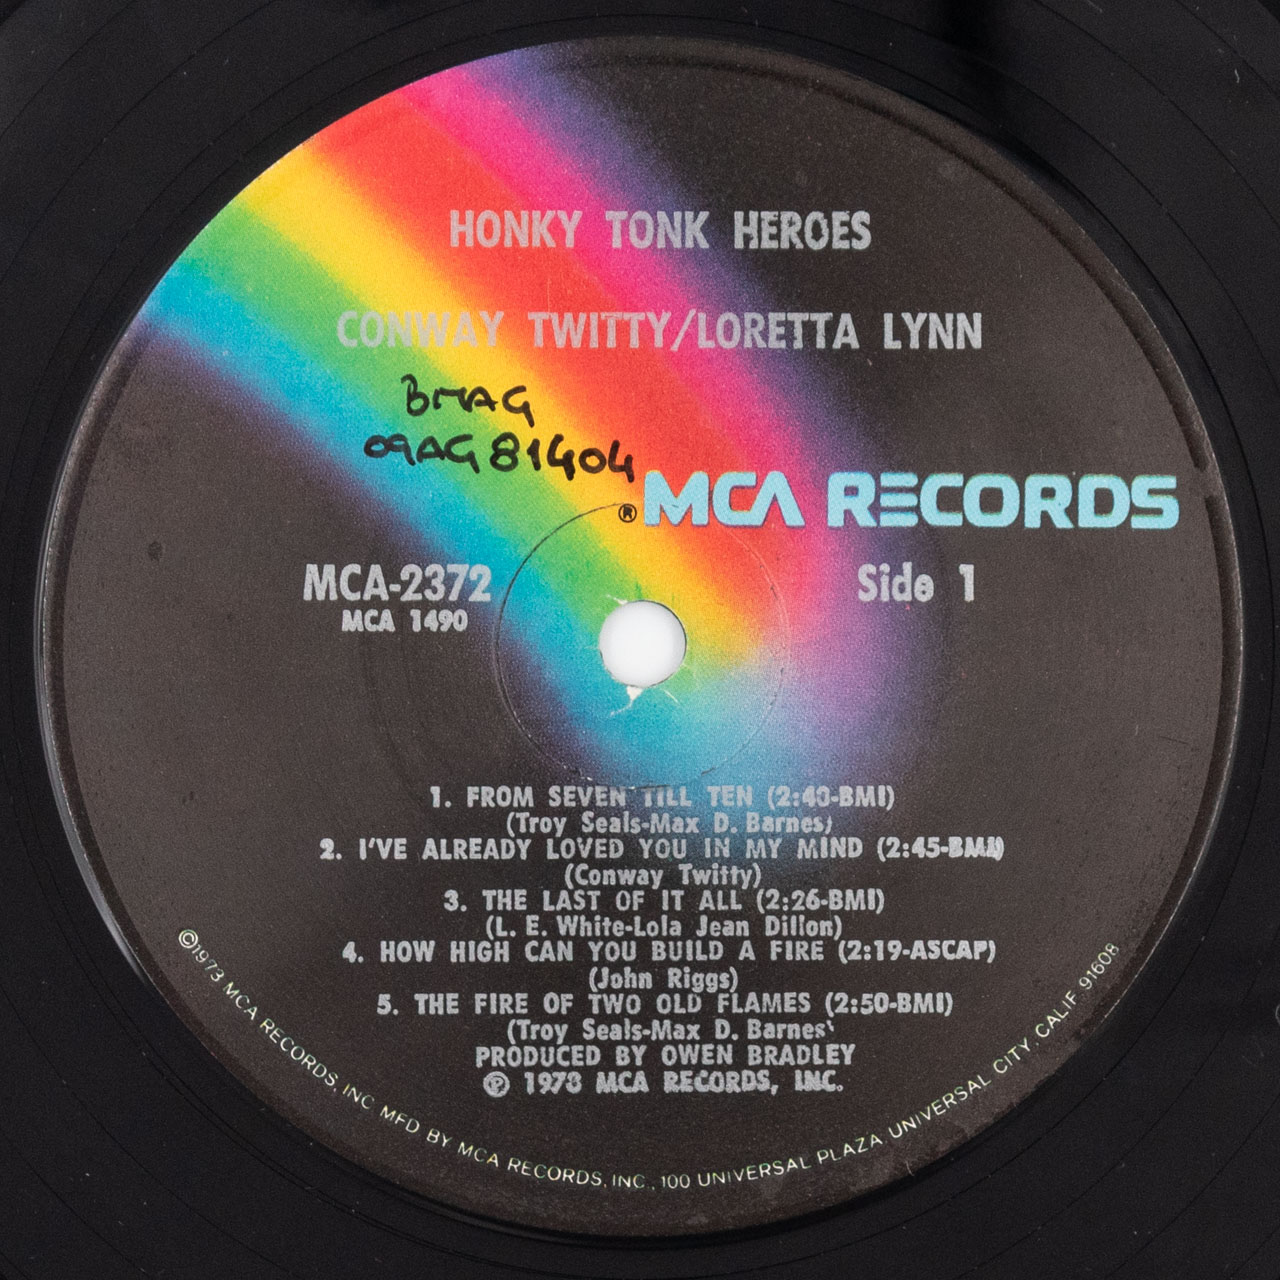 HONKY TONK HEROES
CONWAY TWITTY/LORETTA LYNN
BMAG
09AG81404
® MCA RECORDS
MCA-2372
MCA 1490
Side 1
1. FROM SEVEN TILL TEN (2:40-BMI)
(Troy Seals-Max D. Barnes)
2. I'VE ALREADY LOVED YOU IN MY MIND (2:45-BMI)
(Conway Twitty)
3. THE LAST OF IT ALL (2:26-BMI)
(L. E. White-Lola Jean Dillon)
4. HOW HIGH CAN YOU BUILD A FIRE (2:19-ASCAP)
(John Riggs)
5. THE FIRE OF TWO OLD FLAMES (2:50-BMI)
(Troy Seals-Max D. Barnes)
PRODUCED BY OWEN BRADLEY
℗ 1978 MCA RECORDS, INC.
©1973 MCA RECORDS, INC MFD BY MCA RECORDS, INC., 100 UNIVERSAL PLAZA UNIVERSAL CITY, CALIF 91608